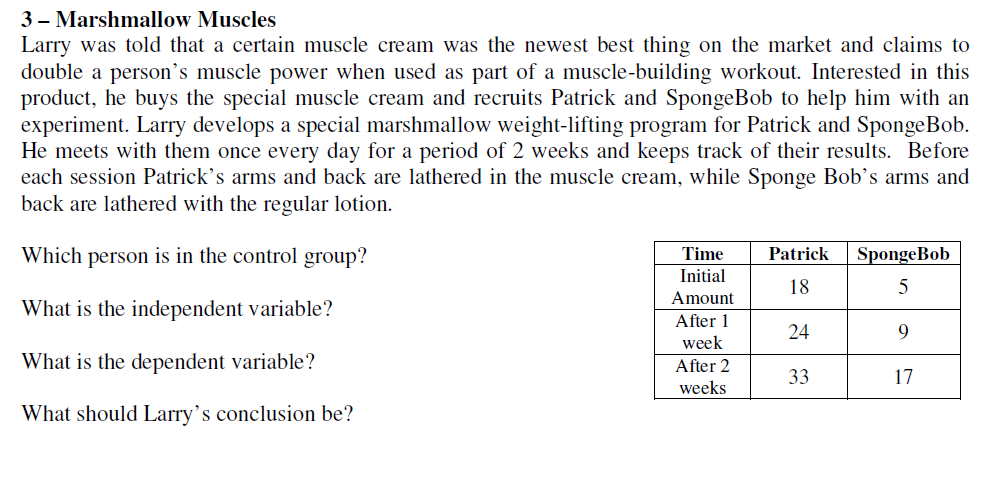 3 – Marshmallow Muscles
Larry was told that a certain muscle cream was the newest best thing on the market and claims to
double a person’s muscle power when used as part of a muscle-building workout. Interested in this
product, he buys the special muscle cream and recruits Patrick and SpongeBob to help him with an
experiment. Larry develops a special marshmallow weight-lifting program for Patrick and SpongeBob.
He meets with them once every day for a period of 2 weeks and keeps track of their results. Before
each session Patrick’s arms and back are lathered in the muscle cream, while Sponge Bob’s arms and
back are lathered with the regular lotion.
Which person is in the control group?
What is the independent variable?
What is the dependent variable?
What should Larry’s conclusion be?
Time Patrick SpongeBob
Initial
Amount 18 5
After 1
week 24 9
After 2
weeks 33 17